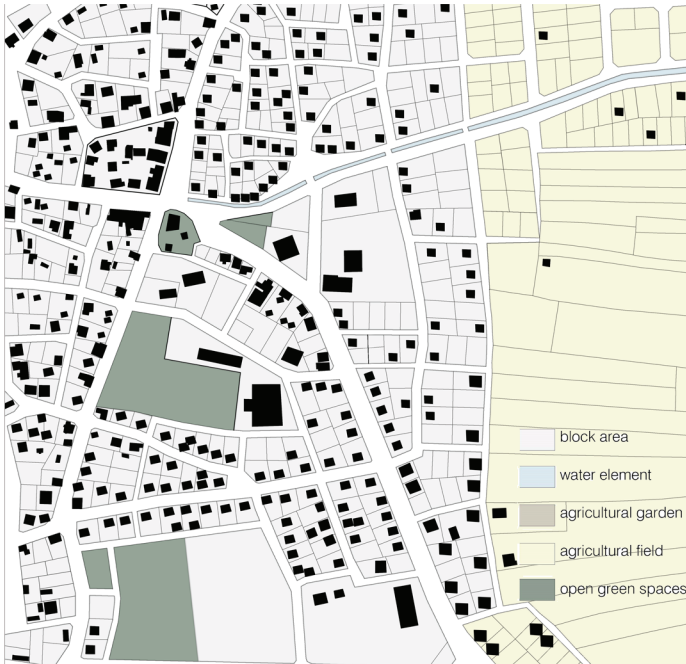 block area
water element
agricultural garden
agricultural field
open green spaces